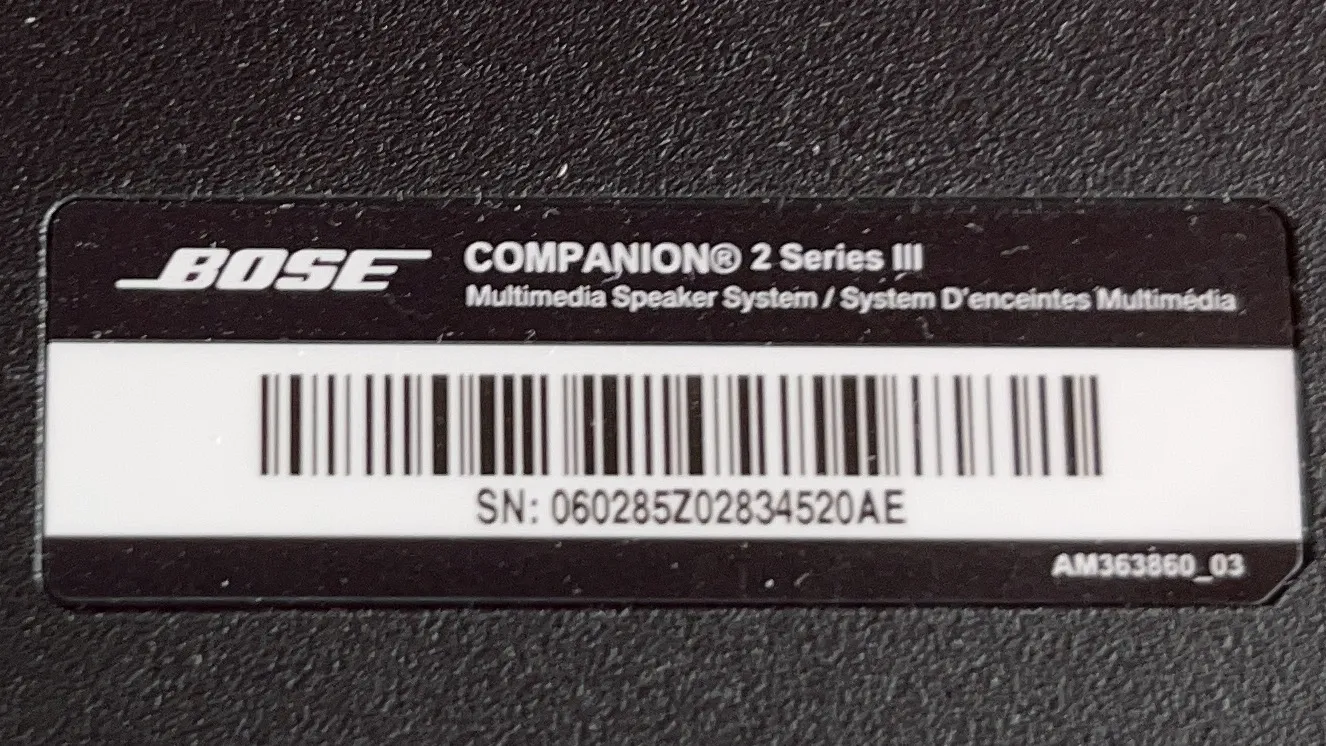 BOSE
COMPANION® 2 Series III
Multimedia Speaker System / System D'enceintes Multimédia
SN: 060285Z02834520AE
AM363860_03